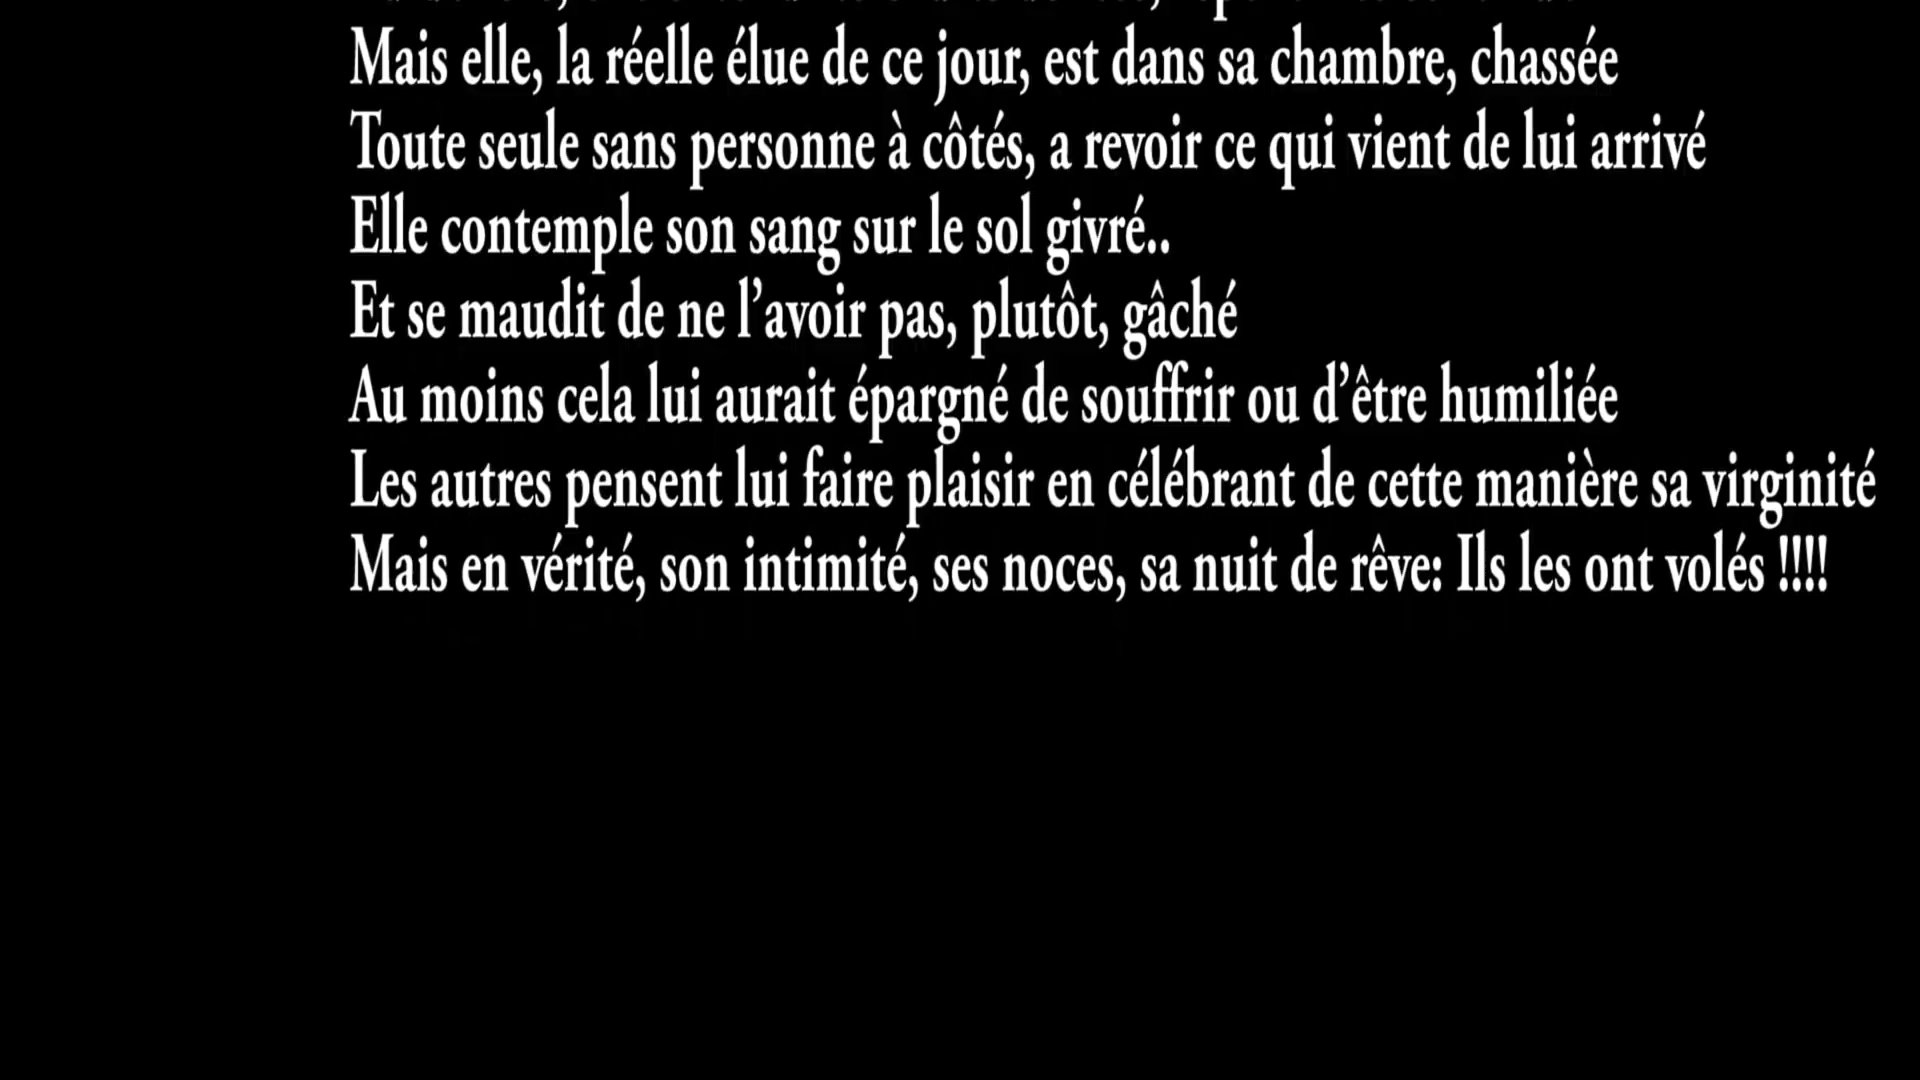 Mais elle, la réelle élue de ce jour, est dans sa chambre, chassée
Toute seule sans personne à côtés, a revoir ce qui vient de lui arrivé
Elle contemple son sang sur le sol givré..
Et se maudit de ne l’avoir pas, plutôt, gâché
Au moins cela lui aurait épargné de souffrir ou d’être humiliée
Les autres pensent lui faire plaisir en célébrant de cette manière sa virginité
Mais en vérité, son intimité, ses noces, sa nuit de rêve: Ils les ont volés !!!!